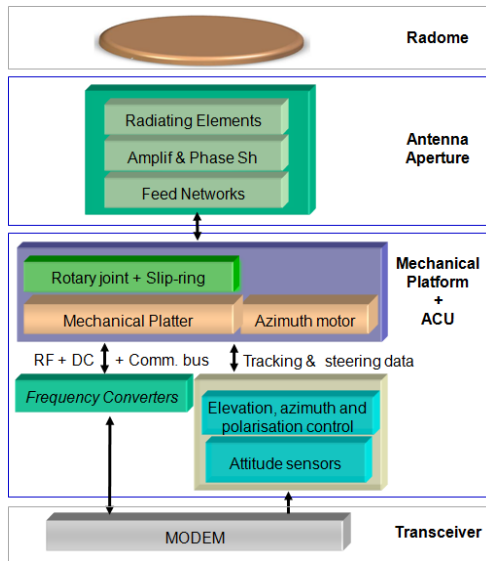 Radome
Radiating Elements
Amplif & Phase Sh
Feed Networks
Antenna
Aperture
Rotary joint + Slip-ring
Mechanical Platter
Azimuth motor
Mechanical
Platform
+
ACU
RF + DC + Comm. bus
Tracking & steering data
Frequency Converters
Elevation, azimuth and
polarisation control
Attitude sensors
MODEM
Transceiver